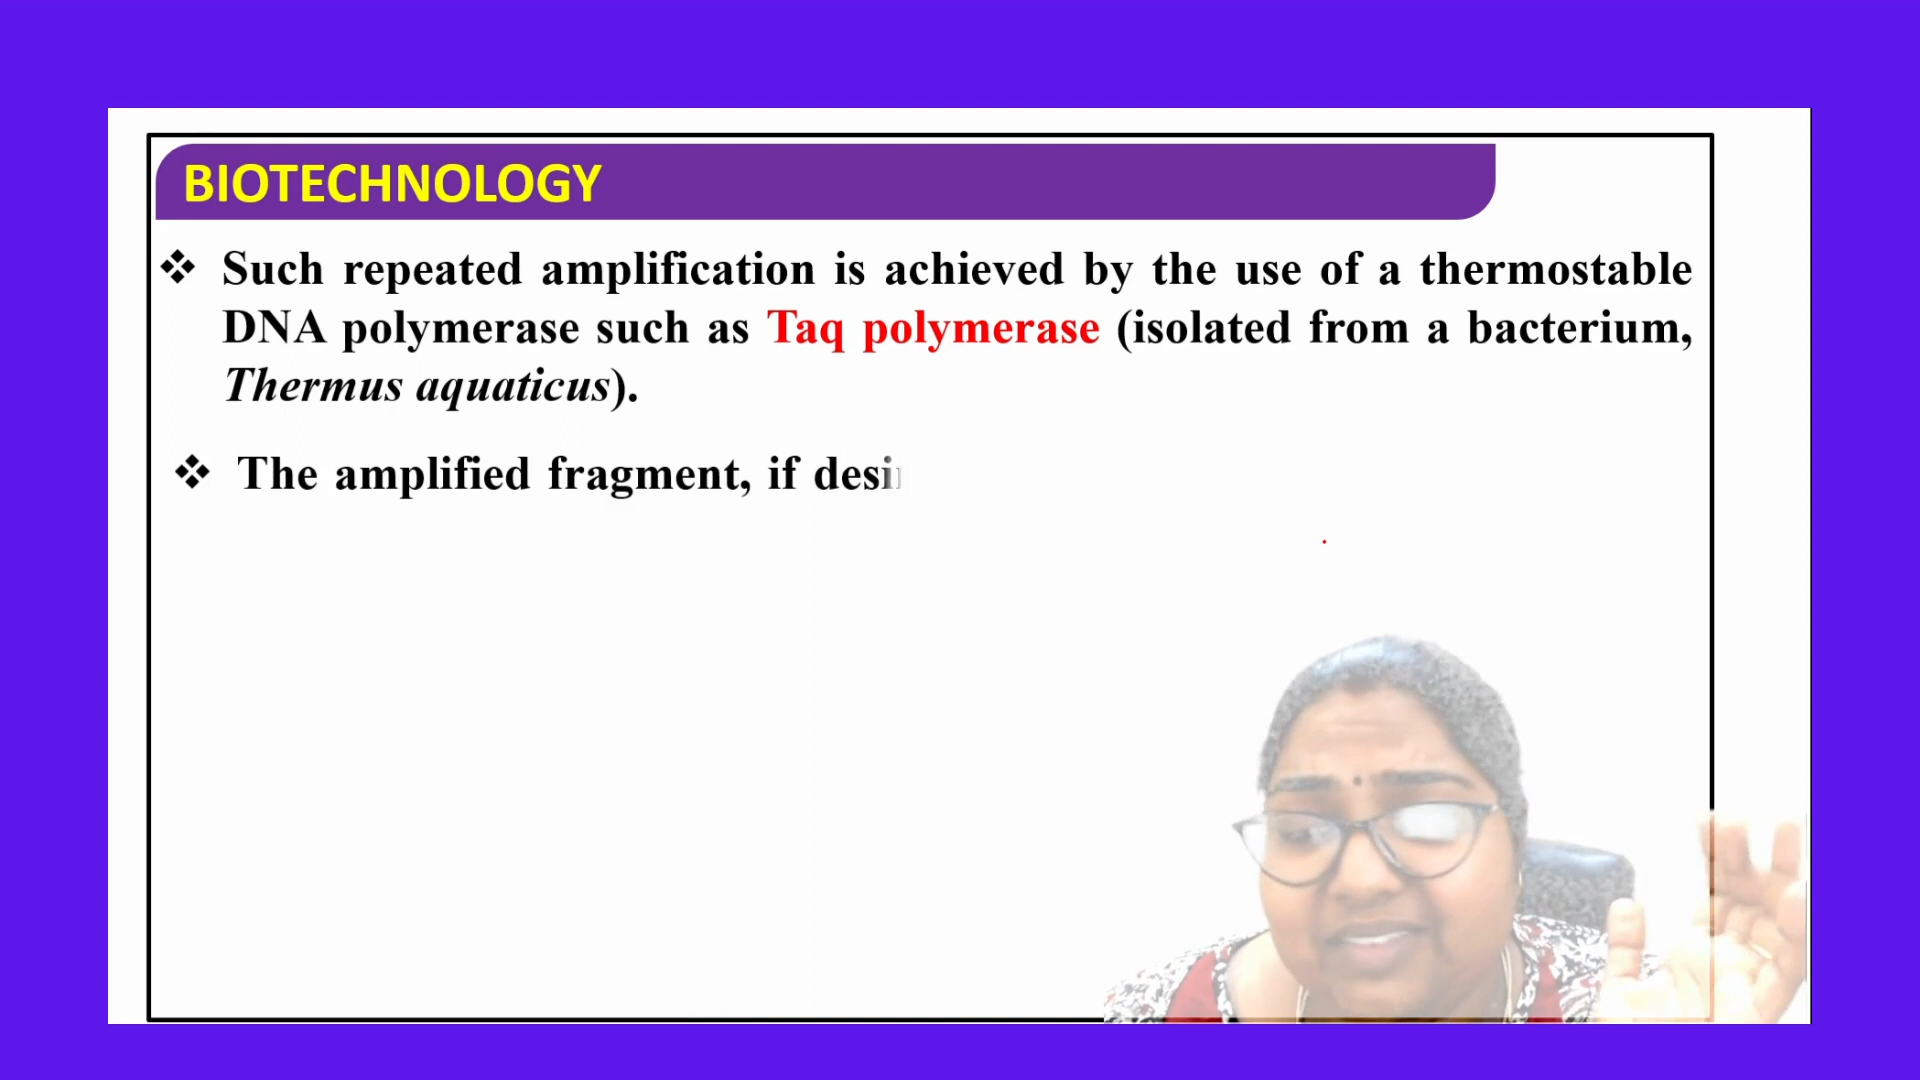 BIOTECHNOLOGY
❖ Such repeated amplification is achieved by the use of a thermostable
DNA polymerase such as Taq polymerase (isolated from a bacterium,
Thermus aquaticus).
❖ The amplified fragment, if